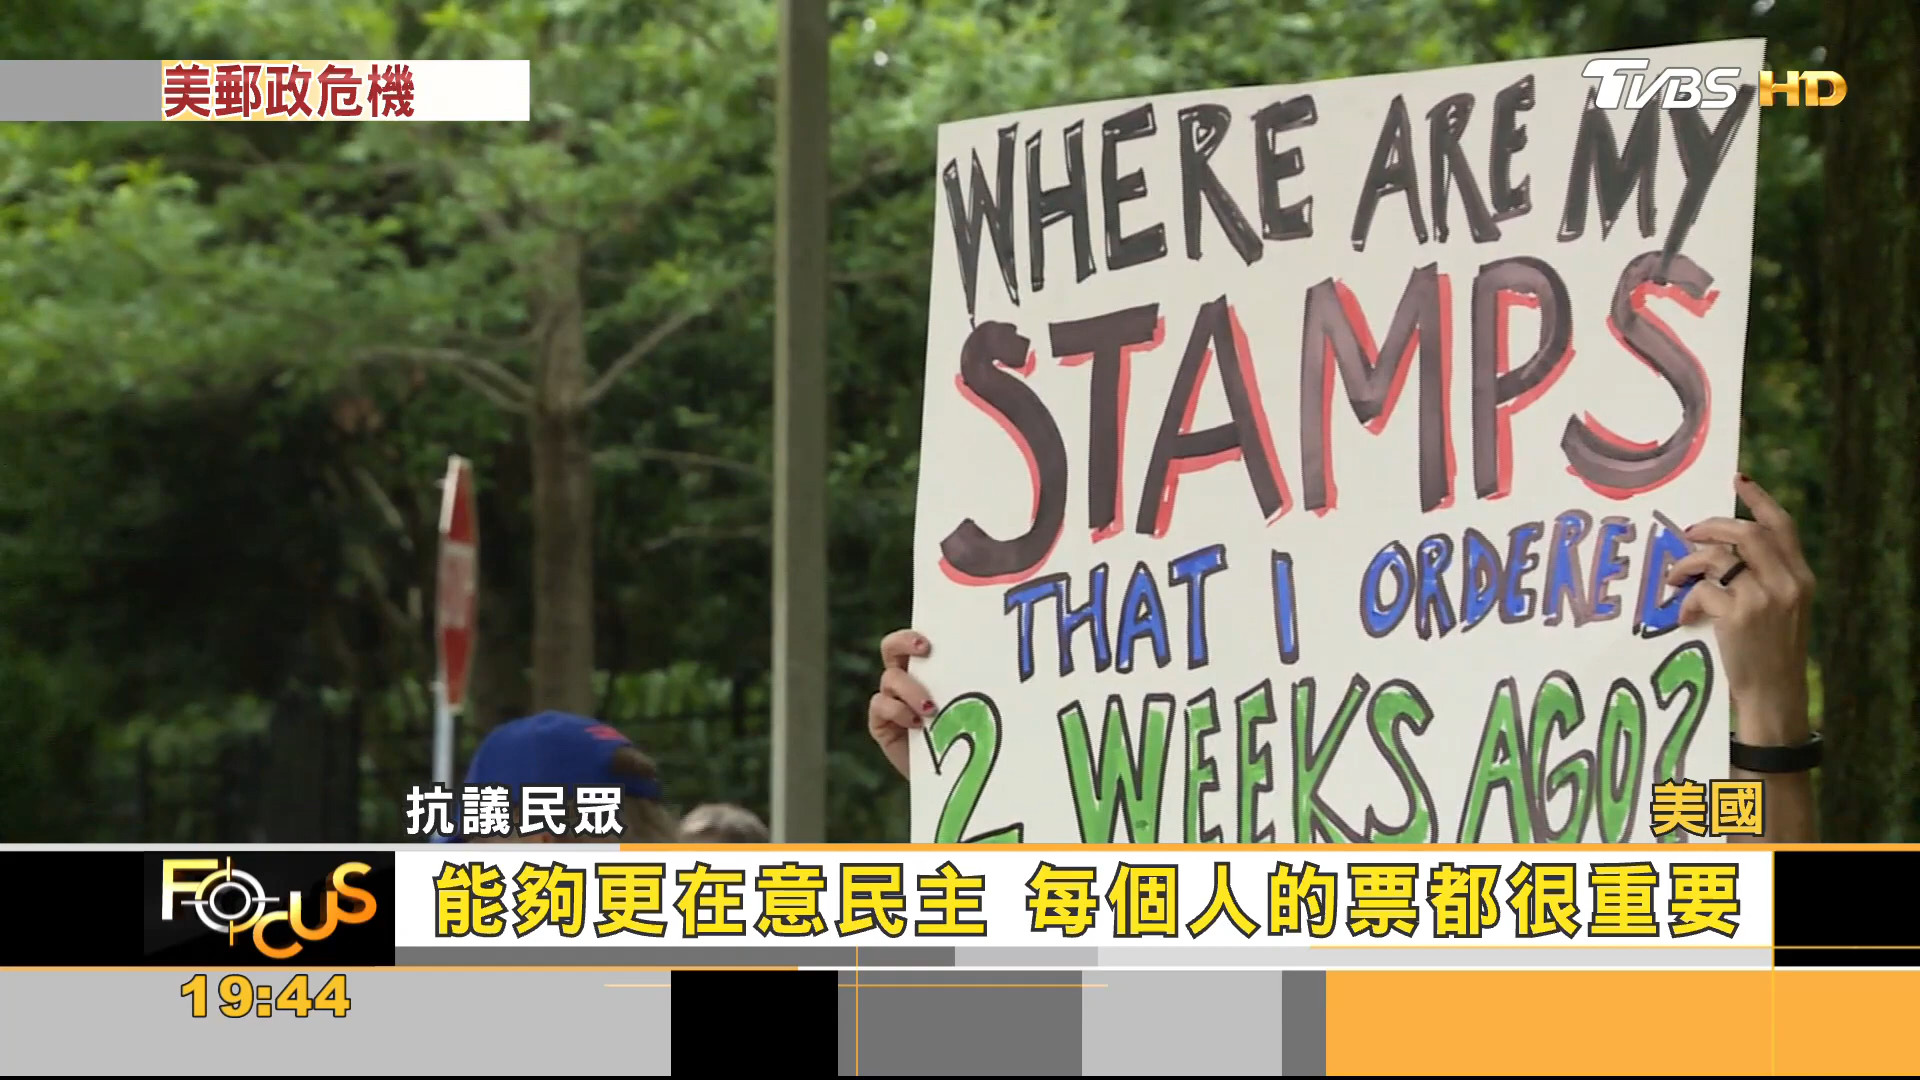 美郵政危機
TVBS HD
WHERE ARE MY
STAMPS
THAT I ORDERED
2 WEEKS AGO?
抗議民眾
美國
FOCUS
能夠更在意民主 每個人的票都很重要
19:44